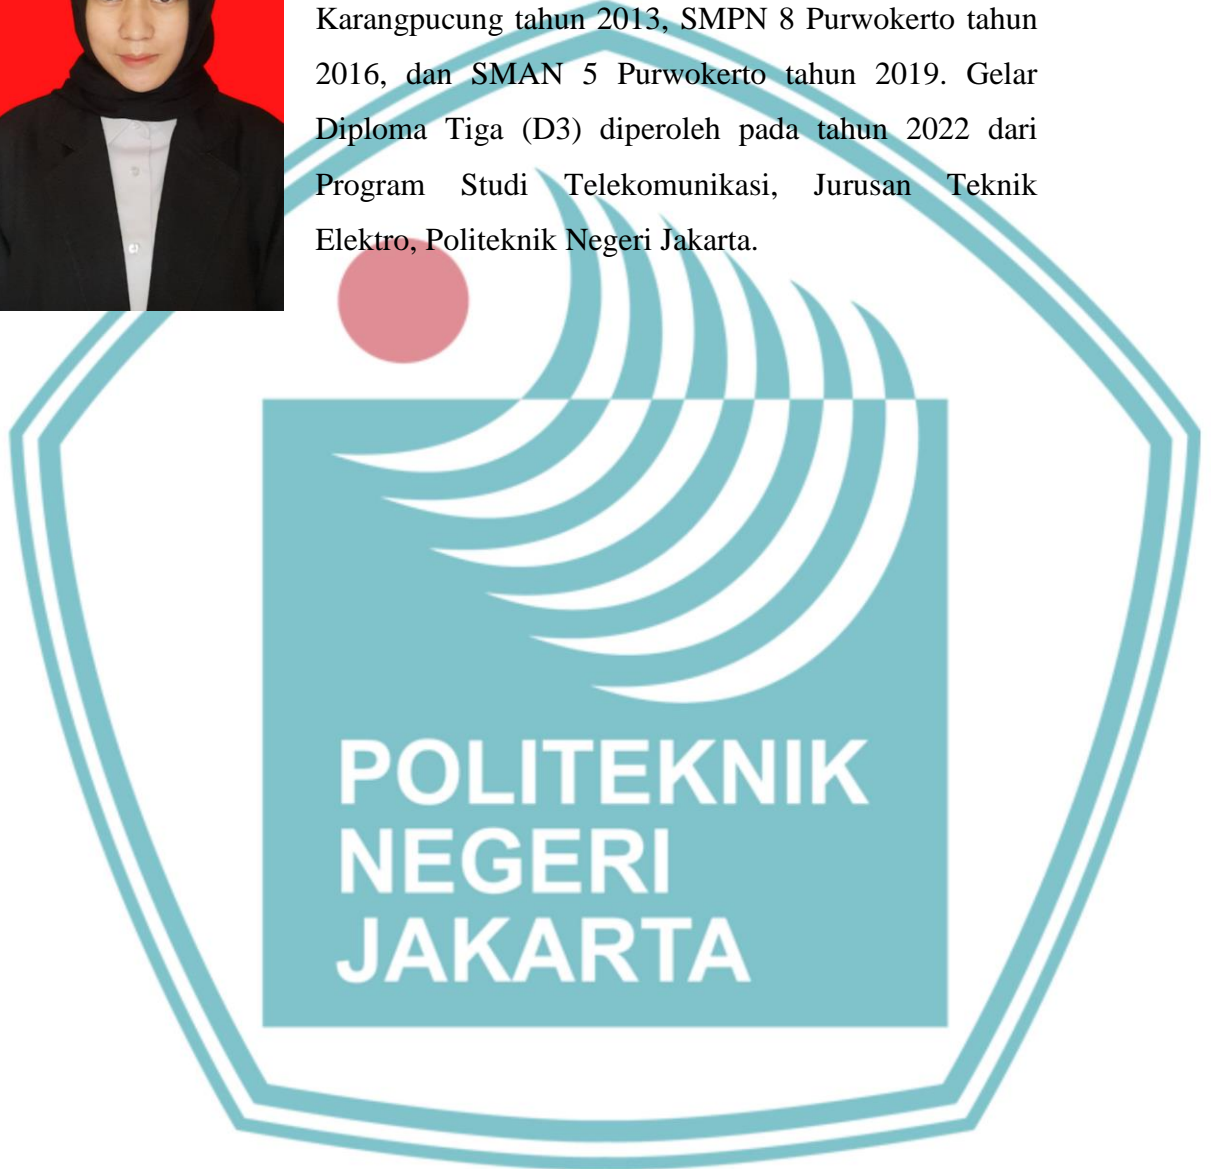 Karangpucung tahun 2013, SMPN 8 Purwokerto tahun
2016, dan SMAN 5 Purwokerto tahun 2019. Gelar
Diploma Tiga (D3) diperoleh pada tahun 2022 dari
Program Studi Telekomunikasi, Jurusan Teknik
Elektro, Politeknik Negeri Jakarta.
POLITEKNIK
NEGERI
JAKARTA